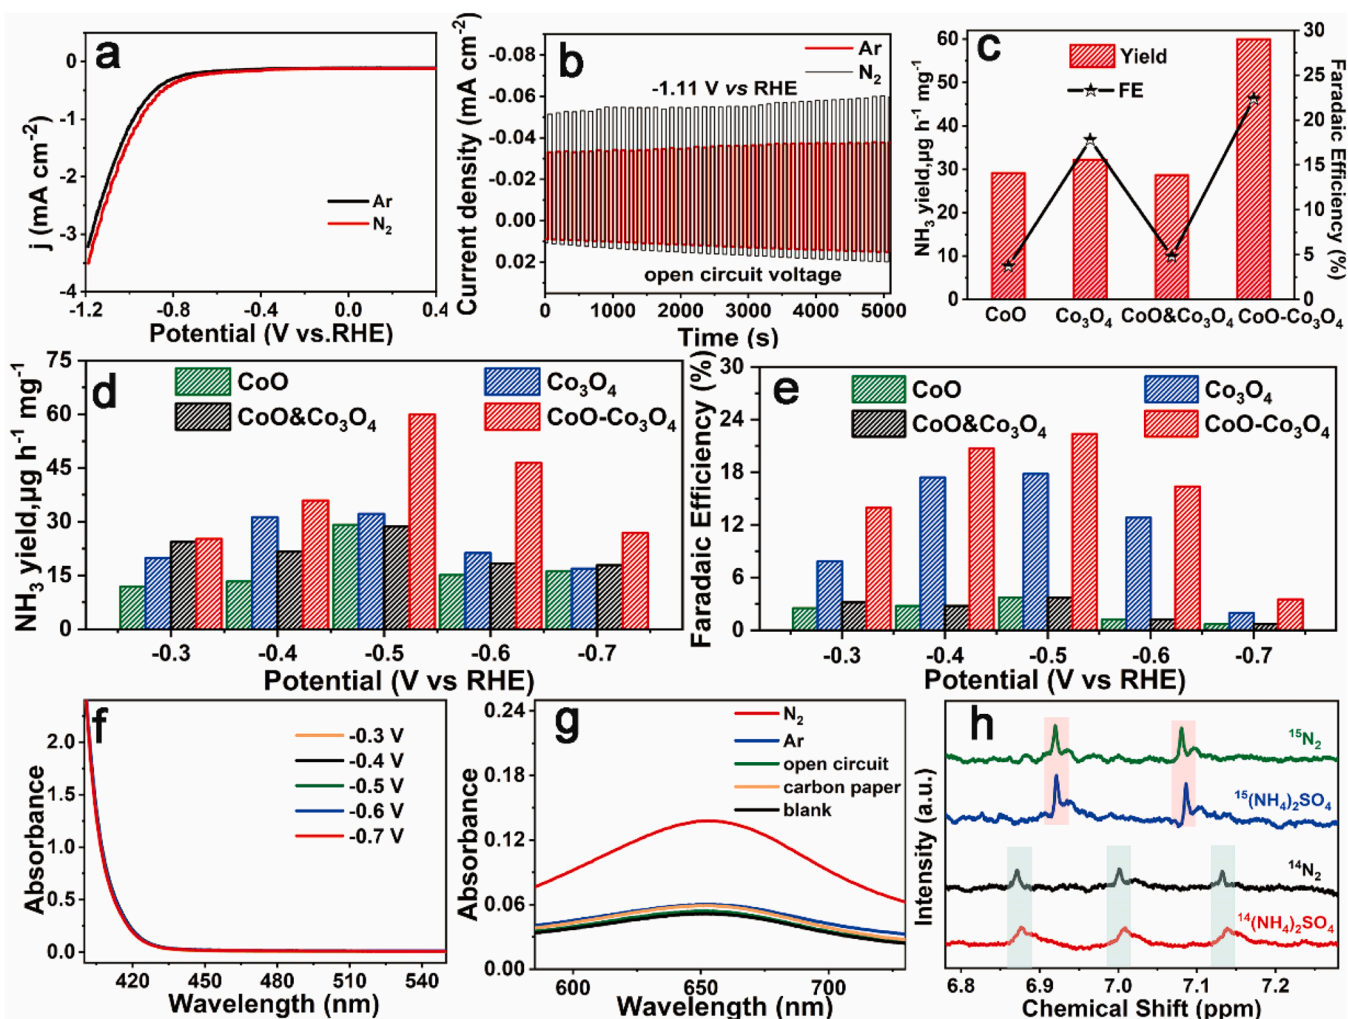 a
j (mA cm⁻²)
0
-1
-2
-3
-4
Ar
N₂
-1.2
-0.8
-0.4
0.0
0.4
Potential (V vs.RHE)
b
Current density (mA cm⁻²)
-0.08
-0.06
-0.04
-0.02
0.00
0.02
Ar
N₂
-1.11 V vs RHE
open circuit voltage
0
1000
2000
3000
4000
5000
Time (s)
c
NH₃ yield,μg h⁻¹ mg⁻¹
60
50
40
30
20
10
0
Yield
FE
30
25
20
15
10
5
0
Faradaic Efficiency (%)
CoO
Co₃O₄
CoO&Co₃O₄
CoO-Co₃O₄
d
NH₃ yield,μg h⁻¹ mg⁻¹
75
60
45
30
15
0
CoO
Co₃O₄
CoO&Co₃O₄
CoO-Co₃O₄
-0.3
-0.4
-0.5
-0.6
-0.7
Potential (V vs RHE)
e
Faradaic Efficiency (%)
30
24
18
12
6
0
CoO
Co₃O₄
CoO&Co₃O₄
CoO-Co₃O₄
-0.3
-0.4
-0.5
-0.6
-0.7
Potential (V vs RHE)
f
Absorbance
2.0
1.5
1.0
0.5
0.0
-0.3 V
-0.4 V
-0.5 V
-0.6 V
-0.7 V
420
450
480
510
540
Wavelength (nm)
g
Absorbance
0.24
0.18
0.12
0.06
0.00
N₂
Ar
open circuit
carbon paper
blank
600
650
700
Wavelength (nm)
h
Intensity (a.u.)
¹⁵N₂
¹⁵(NH₄)₂SO₄
¹⁴N₂
¹⁴(NH₄)₂SO₄
6.8
6.9
7.0
7.1
7.2
Chemical Shift (ppm)